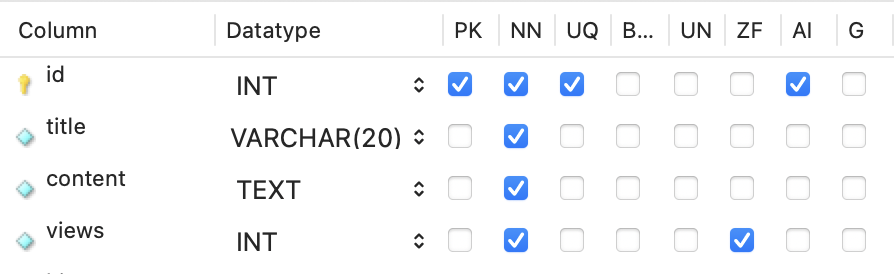 Column Datatype PK NN UQ B... UN ZF AI G
id INT
title VARCHAR(20)
content TEXT
views INT